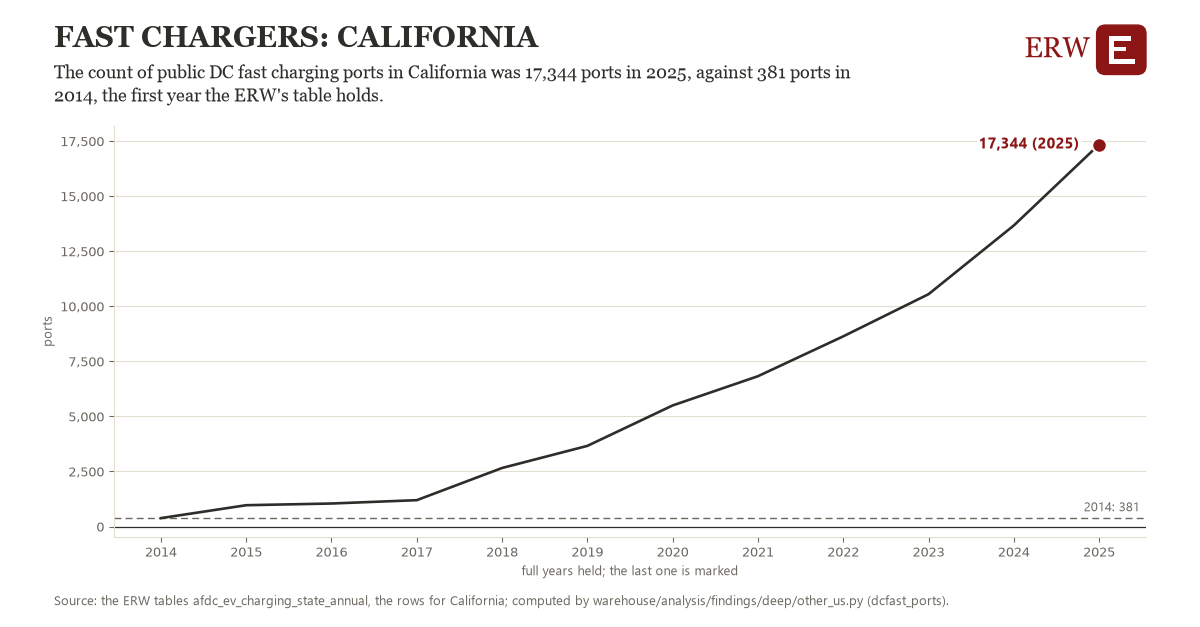 FAST CHARGERS: CALIFORNIA
ERW E
The count of public DC fast charging ports in California was 17,344 ports in 2025, against 381 ports in
2014, the first year the ERW's table holds.
17,500
15,000
12,500
10,000
7,500
5,000
2,500
0
ports
17,344 (2025)
2014: 381
2014 2015 2016 2017 2018 2019 2020 2021 2022 2023 2024 2025
full years held; the last one is marked
Source: the ERW tables afdc_ev_charging_state_annual, the rows for California; computed by warehouse/analysis/findings/deep/other_us.py (dcfast_ports).